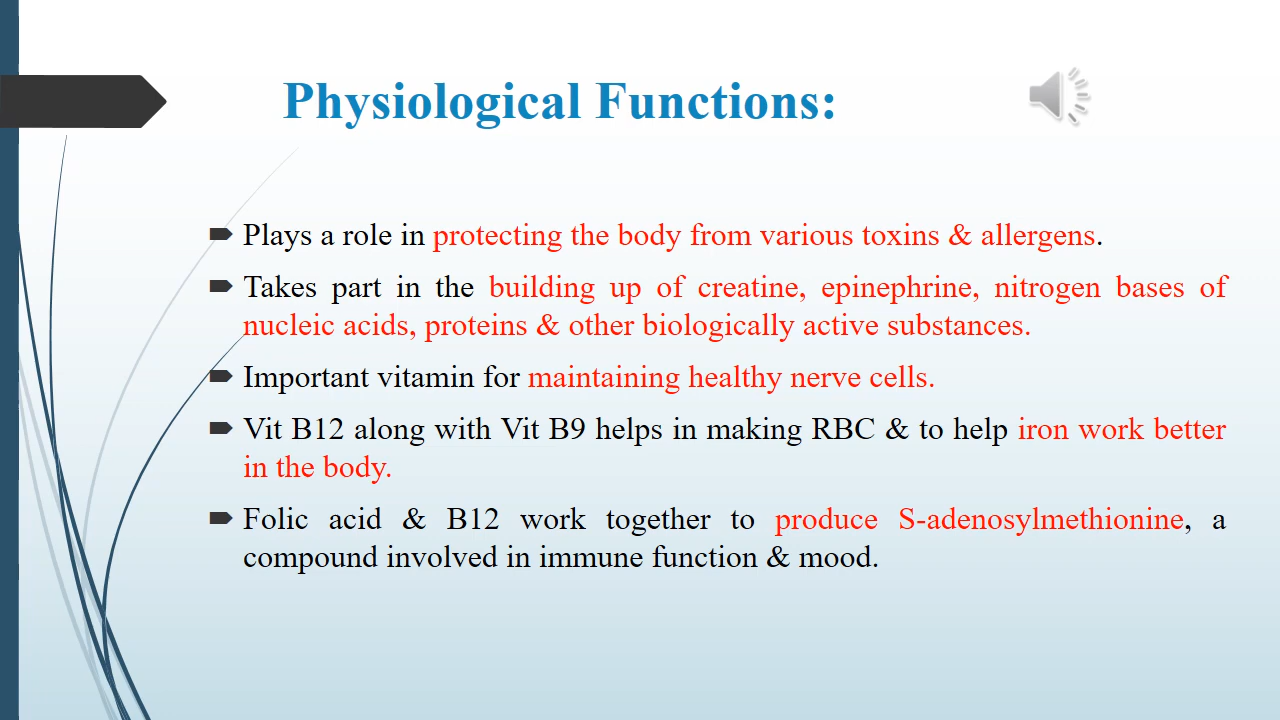 Physiological Functions:
Plays a role in protecting the body from various toxins & allergens.
Takes part in the building up of creatine, epinephrine, nitrogen bases of
nucleic acids, proteins & other biologically active substances.
Important vitamin for maintaining healthy nerve cells.
Vit B12 along with Vit B9 helps in making RBC & to help iron work better
in the body.
Folic acid & B12 work together to produce S-adenosylmethionine, a
compound involved in immune function & mood.